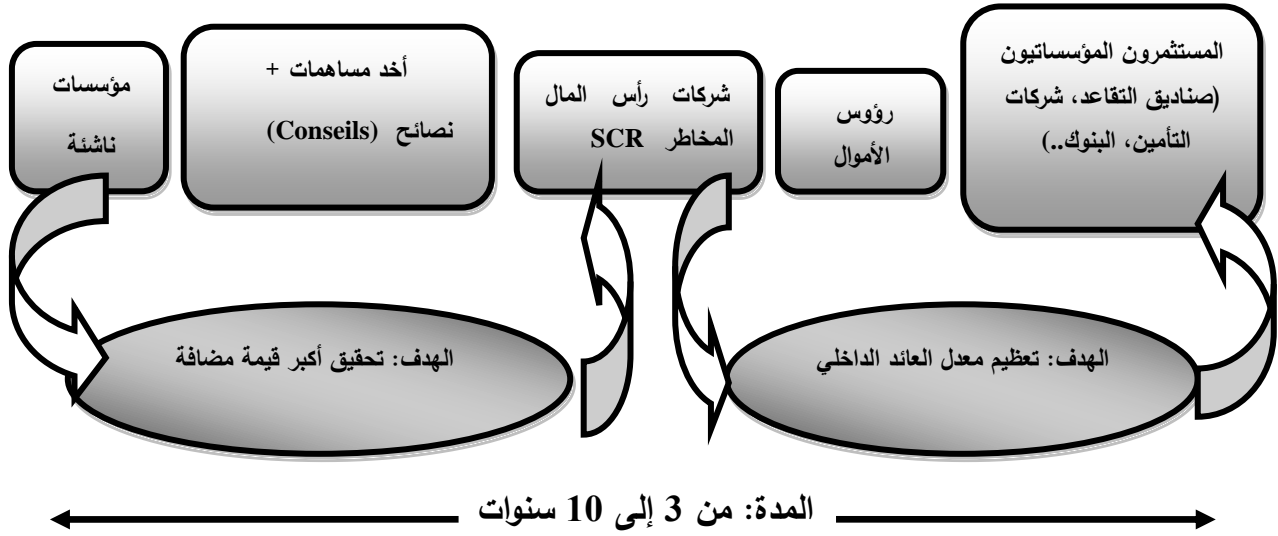 المستثمرون المؤسساتيون
(صناديق التقاعد، شركات
التأمين، البنوك..)
رؤوس
الأموال
شركات رأس المال
المخاطر SCR
أخد مساهمات +
نصائح (Conseils)
مؤسسات
ناشئة
الهدف: تعظيم معدل العائد الداخلي
الهدف: تحقيق أكبر قيمة مضافة
المدة: من 3 إلى 10 سنوات